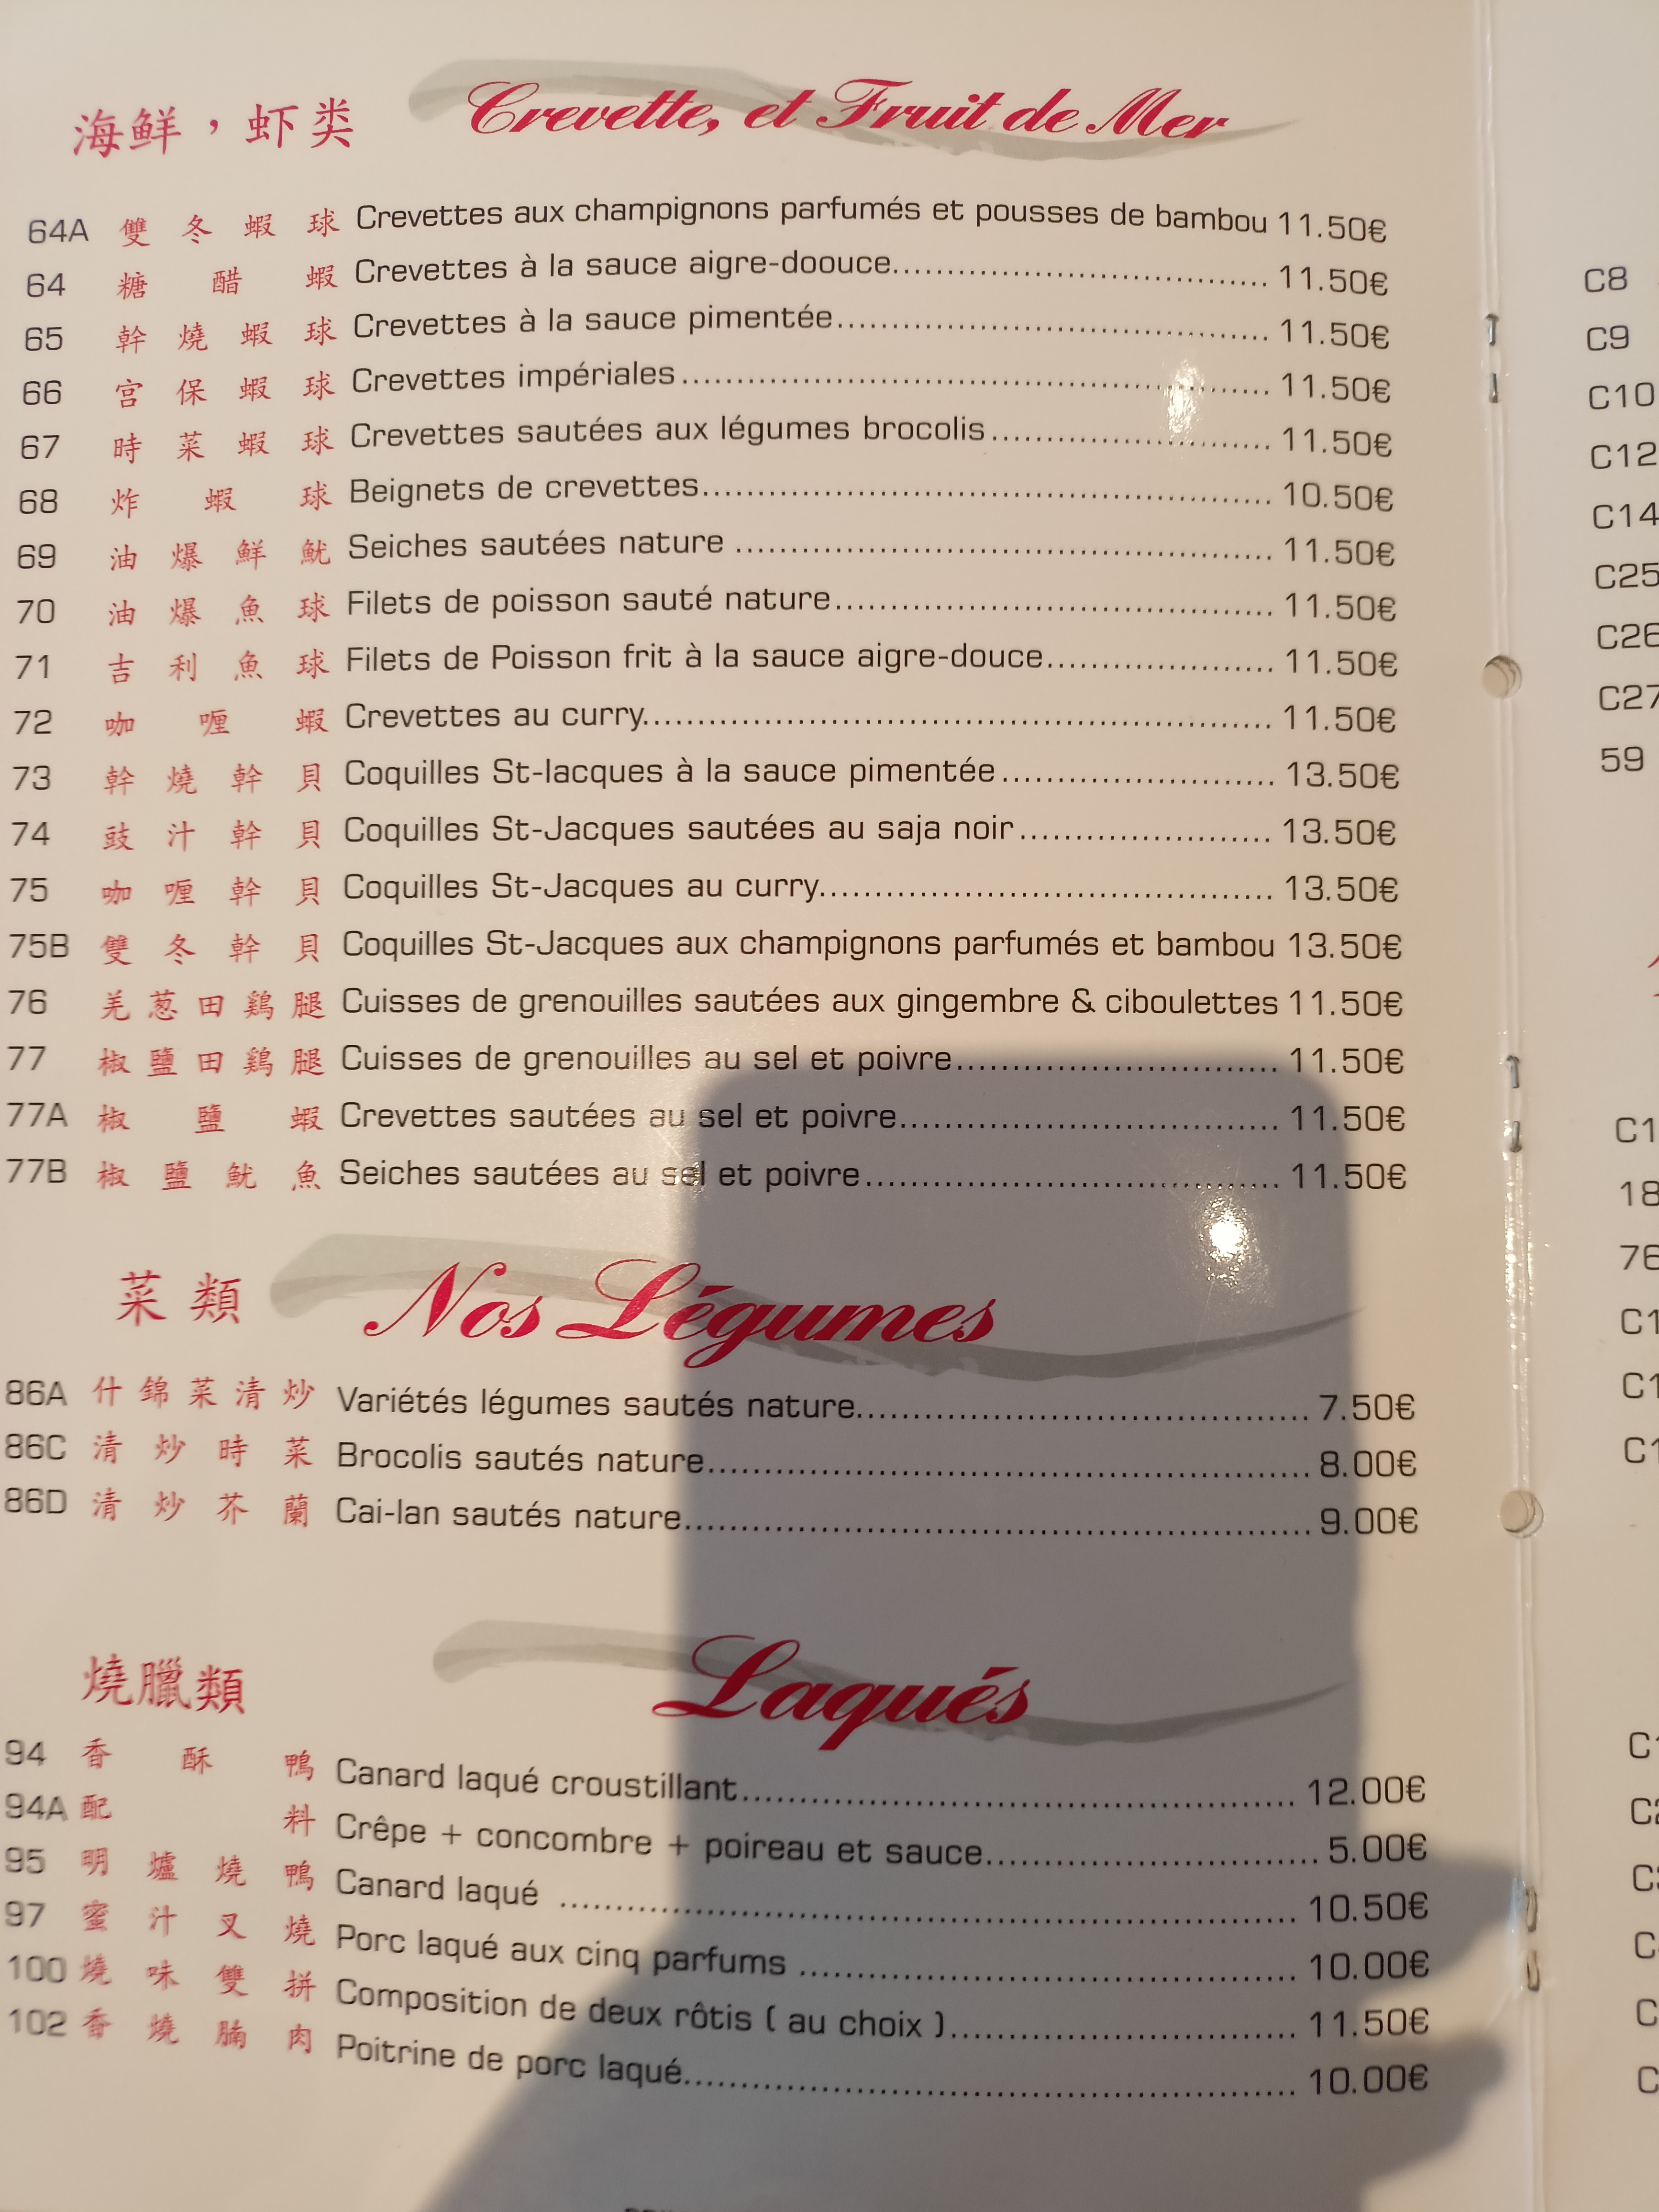 海鲜，虾类 Crevette, et Fruit de Mer
64A 雙冬蝦球 Crevettes aux champignons parfumés et pousses de bambou 11.50€
64 糖醋蝦 Crevettes à la sauce aigre-doouce 11.50€
65 幹燒蝦球 Crevettes à la sauce pimentée 11.50€
66 宫保蝦球 Crevettes impériales 11.50€
67 時菜蝦球 Crevettes sautées aux légumes brocolis 11.50€
68 炸蝦球 Beignets de crevettes 10.50€
69 油爆鮮魷 Seiches sautées nature 11.50€
70 油爆魚球 Filets de poisson sauté nature 11.50€
71 吉利魚球 Filets de Poisson frit à la sauce aigre-douce 11.50€
72 咖喱蝦 Crevettes au curry 11.50€
73 幹燒幹貝 Coquilles St-Iacques à la sauce pimentée 13.50€
74 豉汁幹貝 Coquilles St-Jacques sautées au saja noir 13.50€
75 咖喱幹貝 Coquilles St-Jacques au curry 13.50€
75B 雙冬幹貝 Coquilles St-Jacques aux champignons parfumés et bambou 13.50€
76 羌葱田鷄腿 Cuisses de grenouilles sautées aux gingembre & ciboulettes 11.50€
77 椒鹽田鷄腿 Cuisses de grenouilles au sel et poivre 11.50€
77A 椒鹽蝦 Crevettes sautées au sel et poivre 11.50€
77B 椒鹽魷魚 Seiches sautées au sel et poivre 11.50€
菜類 Nos Légumes
86A 什錦菜清炒 Variétés légumes sautés nature 7.50€
86C 清炒時菜 Brocolis sautés nature 8.00€
86D 清炒芥蘭 Cai-lan sautés nature 9.00€
燒臘類 Laqués
94 香酥鴨 Canard laqué croustillant 12.00€
94A 配料 Crêpe + concombre + poireau et sauce 5.00€
95 明爐燒鴨 Canard laqué 10.50€
97 蜜汁叉燒 Porc laqué aux cinq parfums 10.00€
100 燒味雙拼 Composition de deux rôtis ( au choix ) 11.50€
102 香燒腩肉 Poitrine de porc laqué 10.00€
C8
C9
C10
C12
C14
C25
C26
C27
59